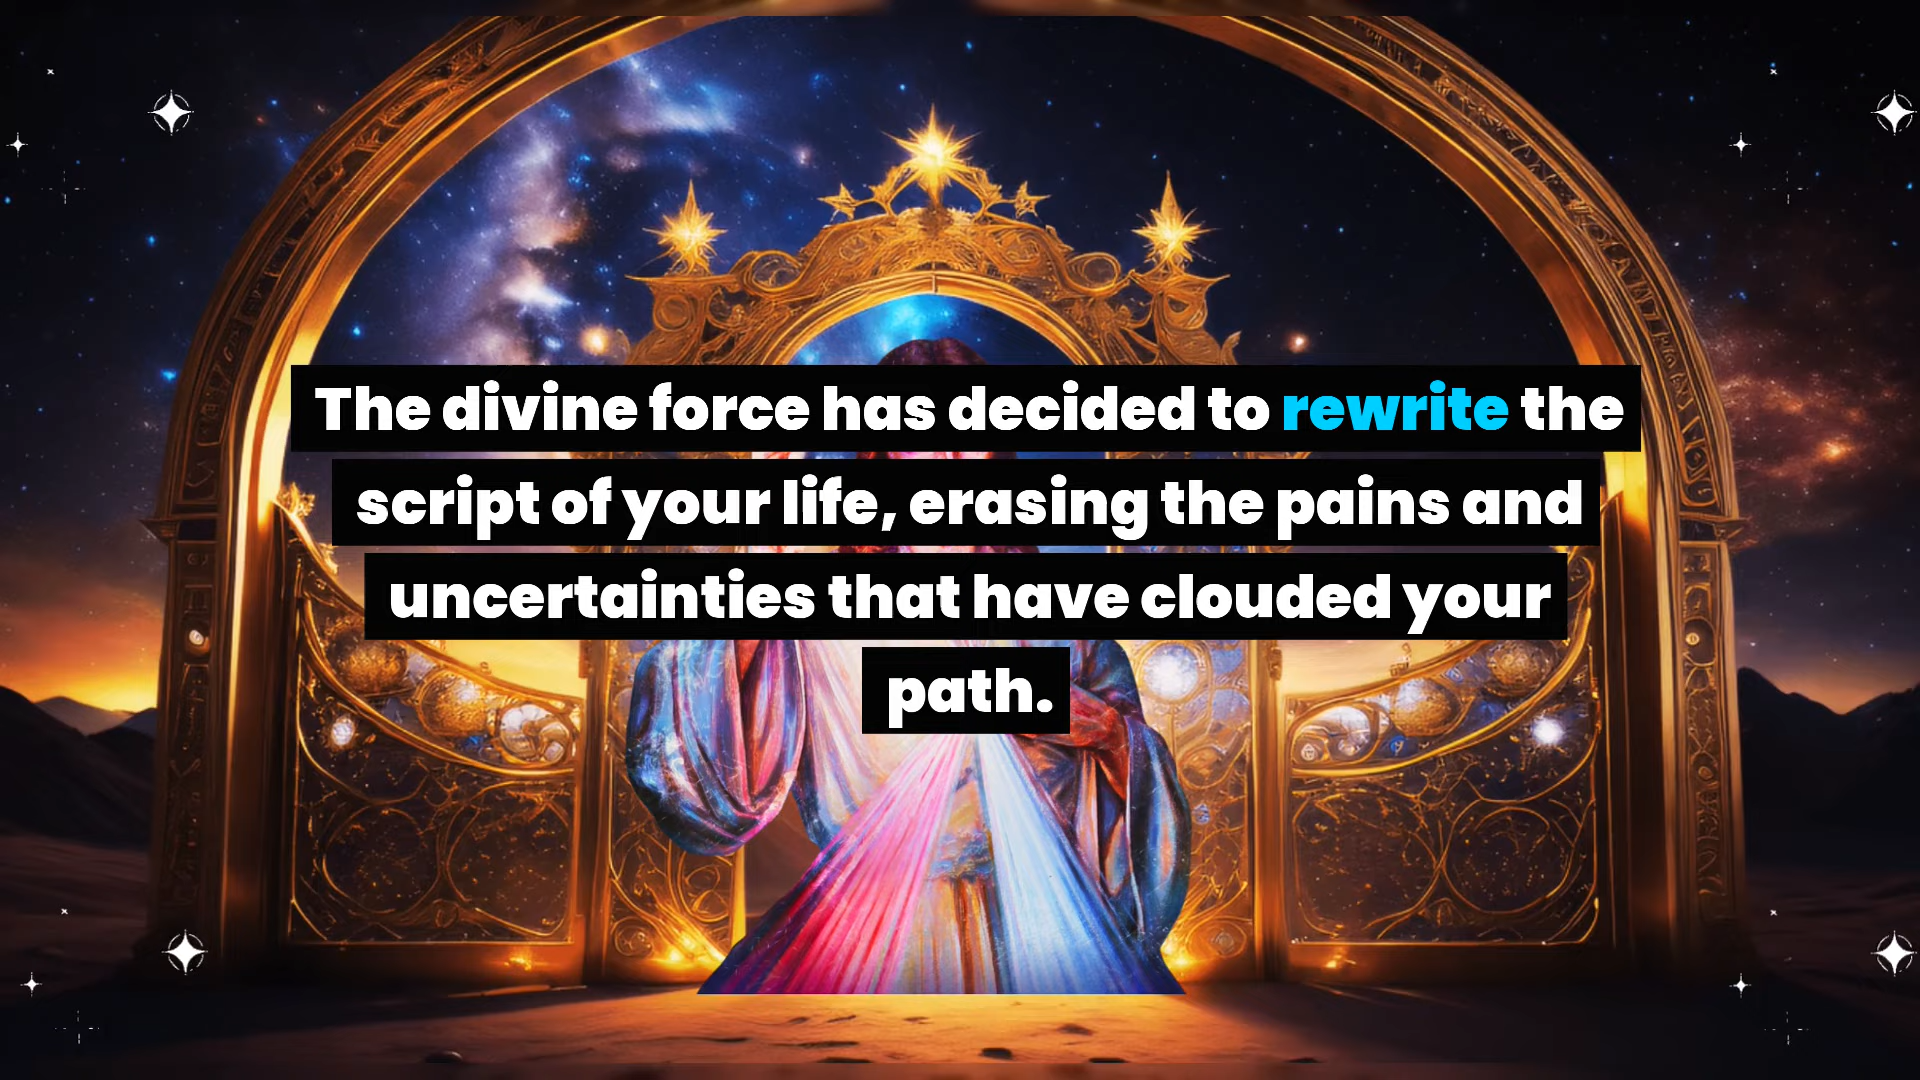 The divine force has decided to rewrite the
script of your life, erasing the pains and
uncertainties that have clouded your
path.